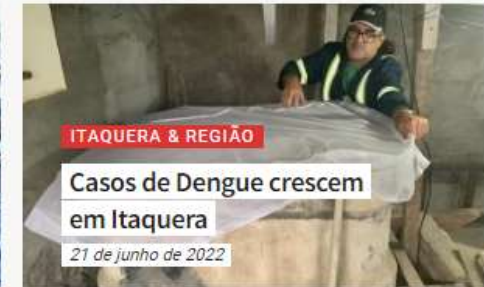 ITAQUERA & REGIÃO
Casos de Dengue crescem
em Itaquera
21 de junho de 2022